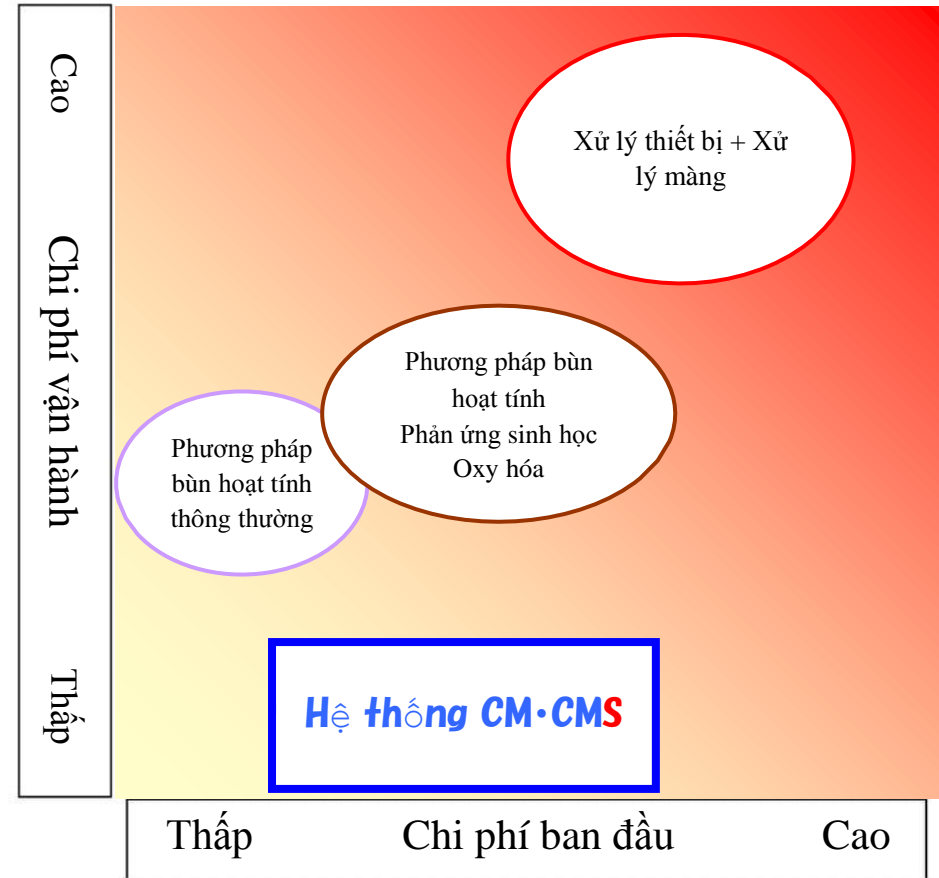 Cao
Chi phí vận hành
Thấp
Xử lý thiết bị + Xử
lý màng
Phương pháp bùn
hoạt tính
Phản ứng sinh học
Oxy hóa
Phương pháp
bùn hoạt tính
thông thường
Hệ thống CM・CMS
Thấp
Chi phí ban đầu
Cao